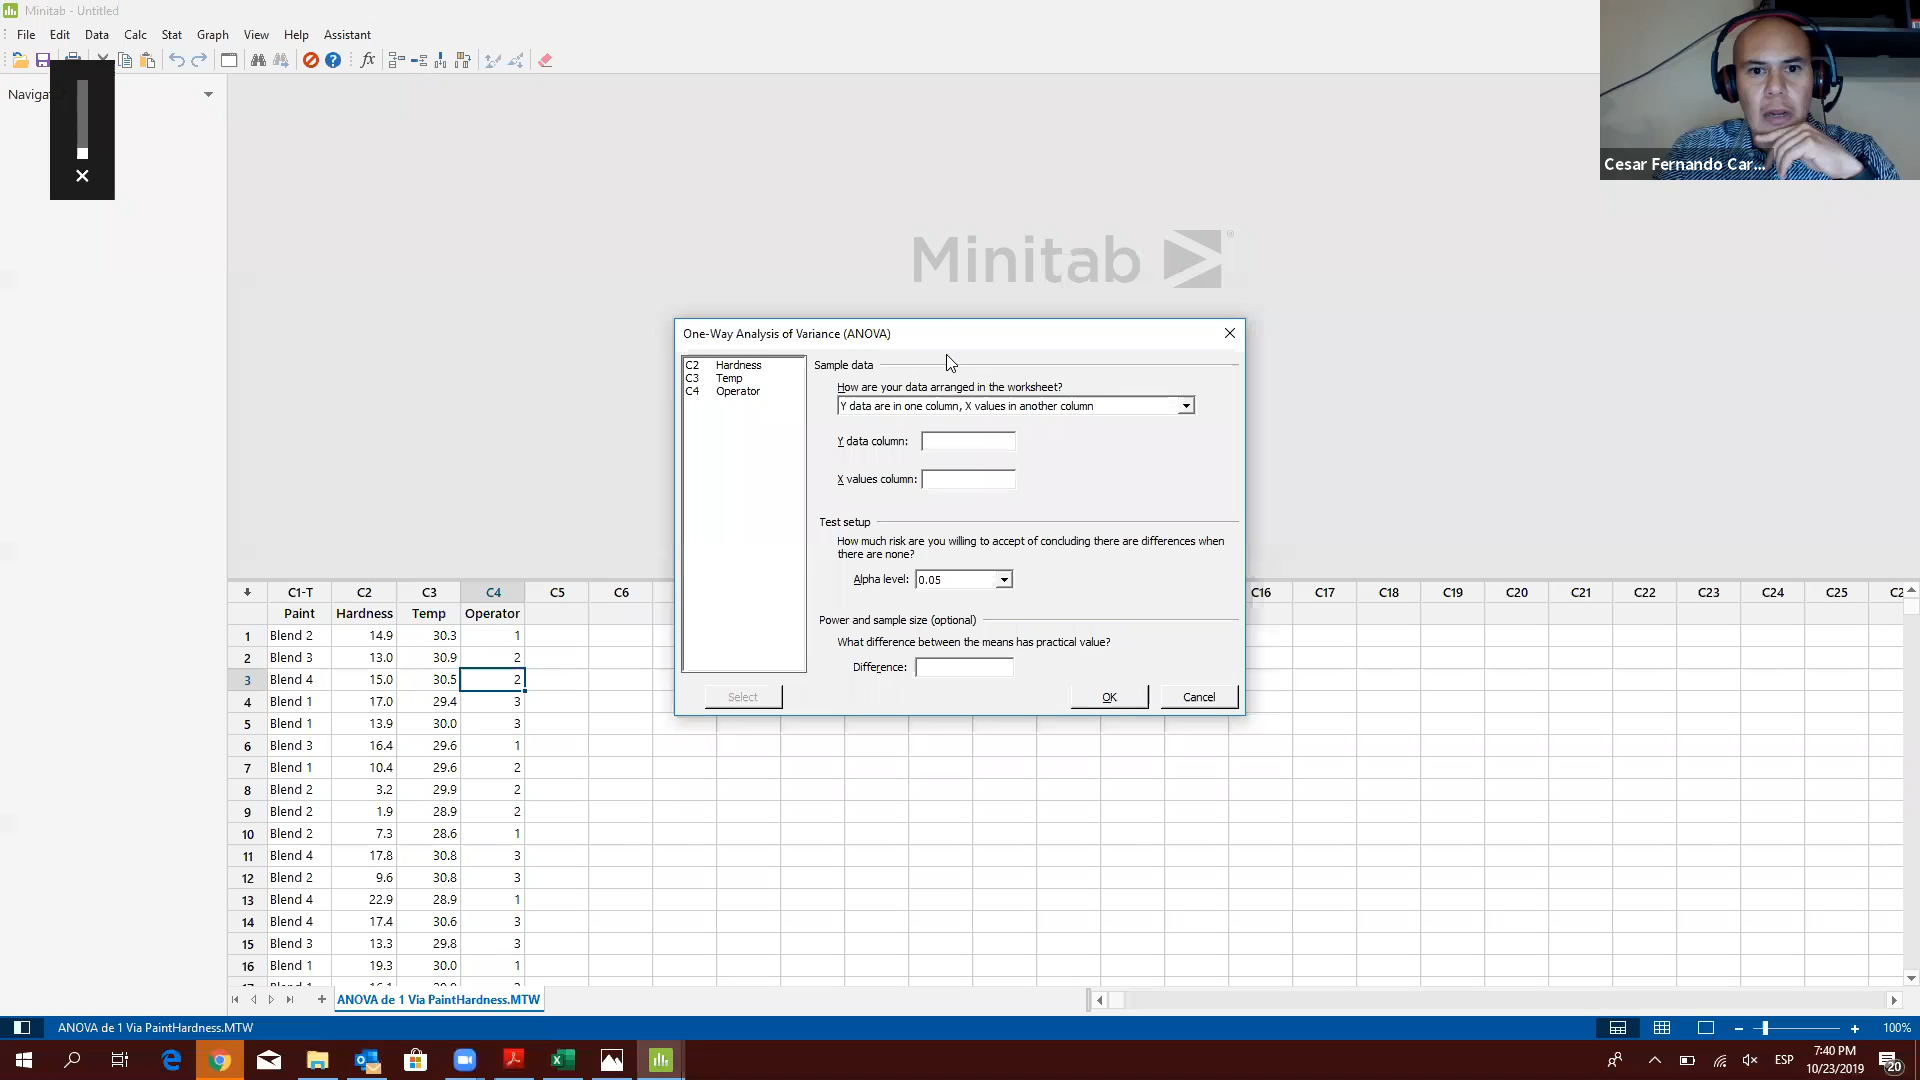 Minitab - Untitled
File Edit Data Calc Stat Graph View Help Assistant
Navigat
Cesar Fernando Car...
Minitab
One-Way Analysis of Variance (ANOVA)
C2 Hardness
C3 Temp
C4 Operator
Sample data
How are your data arranged in the worksheet?
Y data are in one column, X values in another column
Y data column:
X values column:
Test setup
How much risk are you willing to accept of concluding there are differences when
there are none?
Alpha level: 0.05
Power and sample size (optional)
What difference between the means has practical value?
Difference:
Select OK Cancel
C1-T C2 C3 C4 C5 C6 C16 C17 C18 C19 C20 C21 C22 C23 C24 C25
Paint Hardness Temp Operator
1 Blend 2 14.9 30.3 1
2 Blend 3 13.0 30.9 2
3 Blend 4 15.0 30.5 2
4 Blend 1 17.0 29.4 3
5 Blend 1 13.9 30.0 3
6 Blend 3 16.4 29.6 1
7 Blend 1 10.4 29.6 2
8 Blend 2 3.2 29.9 2
9 Blend 2 1.9 28.9 2
10 Blend 2 7.3 28.6 1
11 Blend 4 17.8 30.8 3
12 Blend 2 9.6 30.8 3
13 Blend 4 22.9 28.9 1
14 Blend 4 17.4 30.6 3
15 Blend 3 13.3 29.8 3
16 Blend 1 19.3 30.0 1
ANOVA de 1 Via PaintHardness.MTW
ANOVA de 1 Via PaintHardness.MTW 100%
ESP 7:40 PM
10/23/2019 20